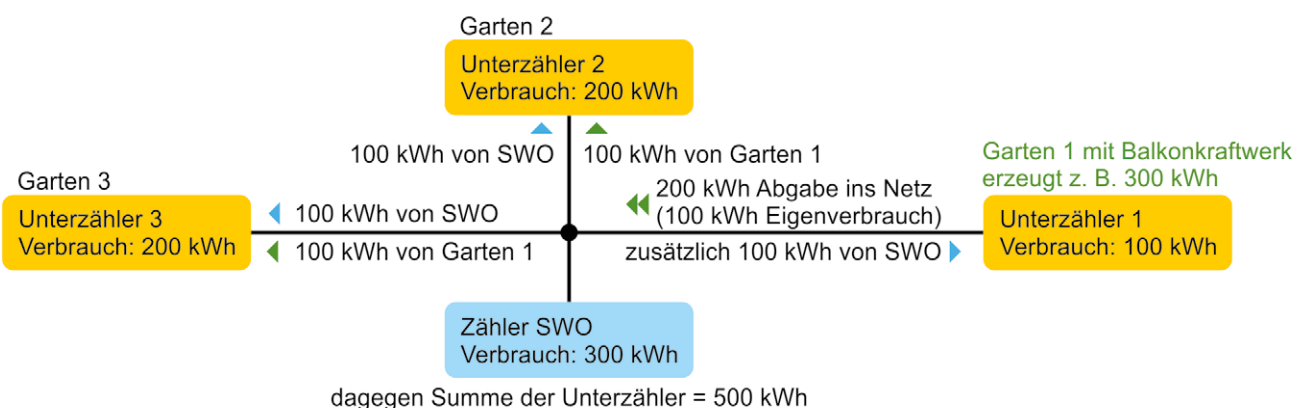 Garten 2
Unterzähler 2
Verbrauch: 200 kWh
100 kWh von SWO
100 kWh von Garten 1
Garten 1 mit Balkonkraftwerk
erzeugt z. B. 300 kWh
Garten 3
Unterzähler 3
Verbrauch: 200 kWh
100 kWh von SWO
100 kWh von Garten 1
200 kWh Abgabe ins Netz
(100 kWh Eigenverbrauch)
zusätzlich 100 kWh von SWO
Unterzähler 1
Verbrauch: 100 kWh
Zähler SWO
Verbrauch: 300 kWh
dagegen Summe der Unterzähler = 500 kWh